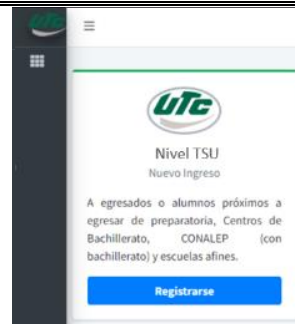 UTC
UTC
Nivel TSU
Nuevo Ingreso
A egresados o alumnos próximos a
egresar de preparatoria, Centros de
Bachillerato, CONALEP (con
bachillerato) y escuelas afines.
Registrarse